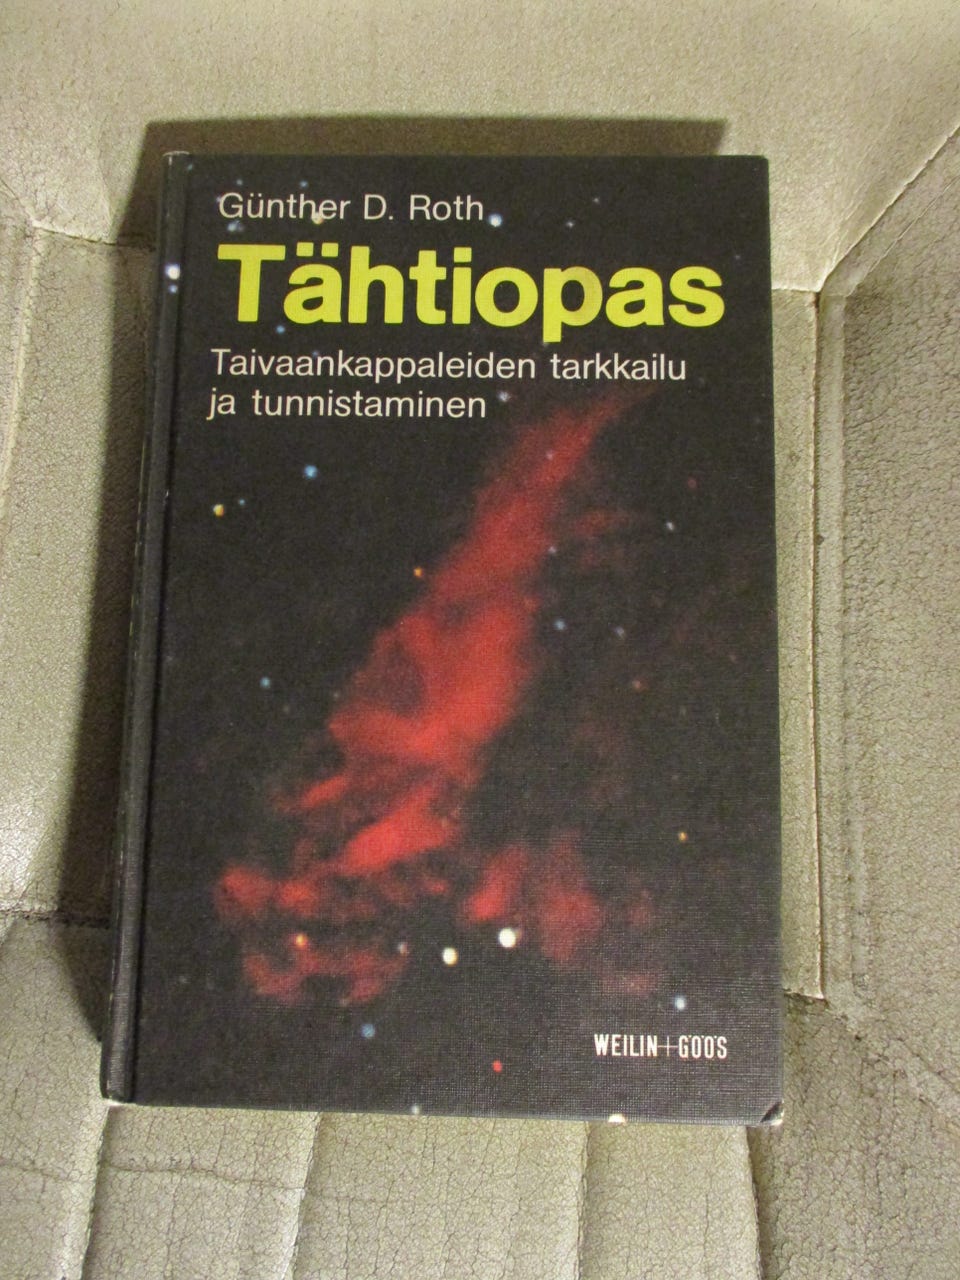 Günther D. Roth
Tähtiopas
Taivaankappaleiden tarkkailu
ja tunnistaminen
WEILIN+GÖÖS